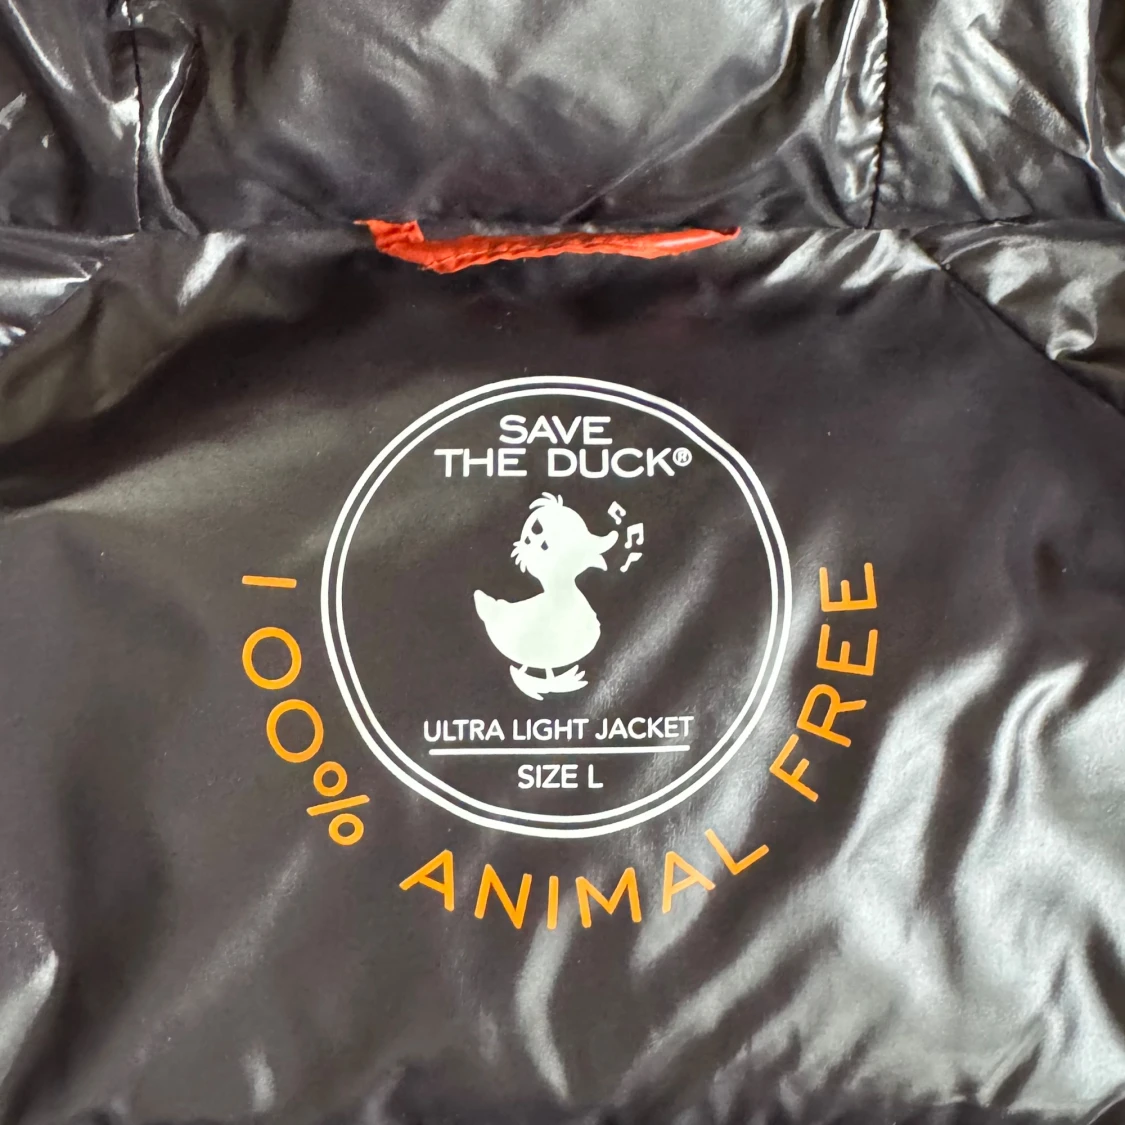 SAVE
THE DUCK®
ULTRA LIGHT JACKET
SIZE L
100% ANIMAL FREE